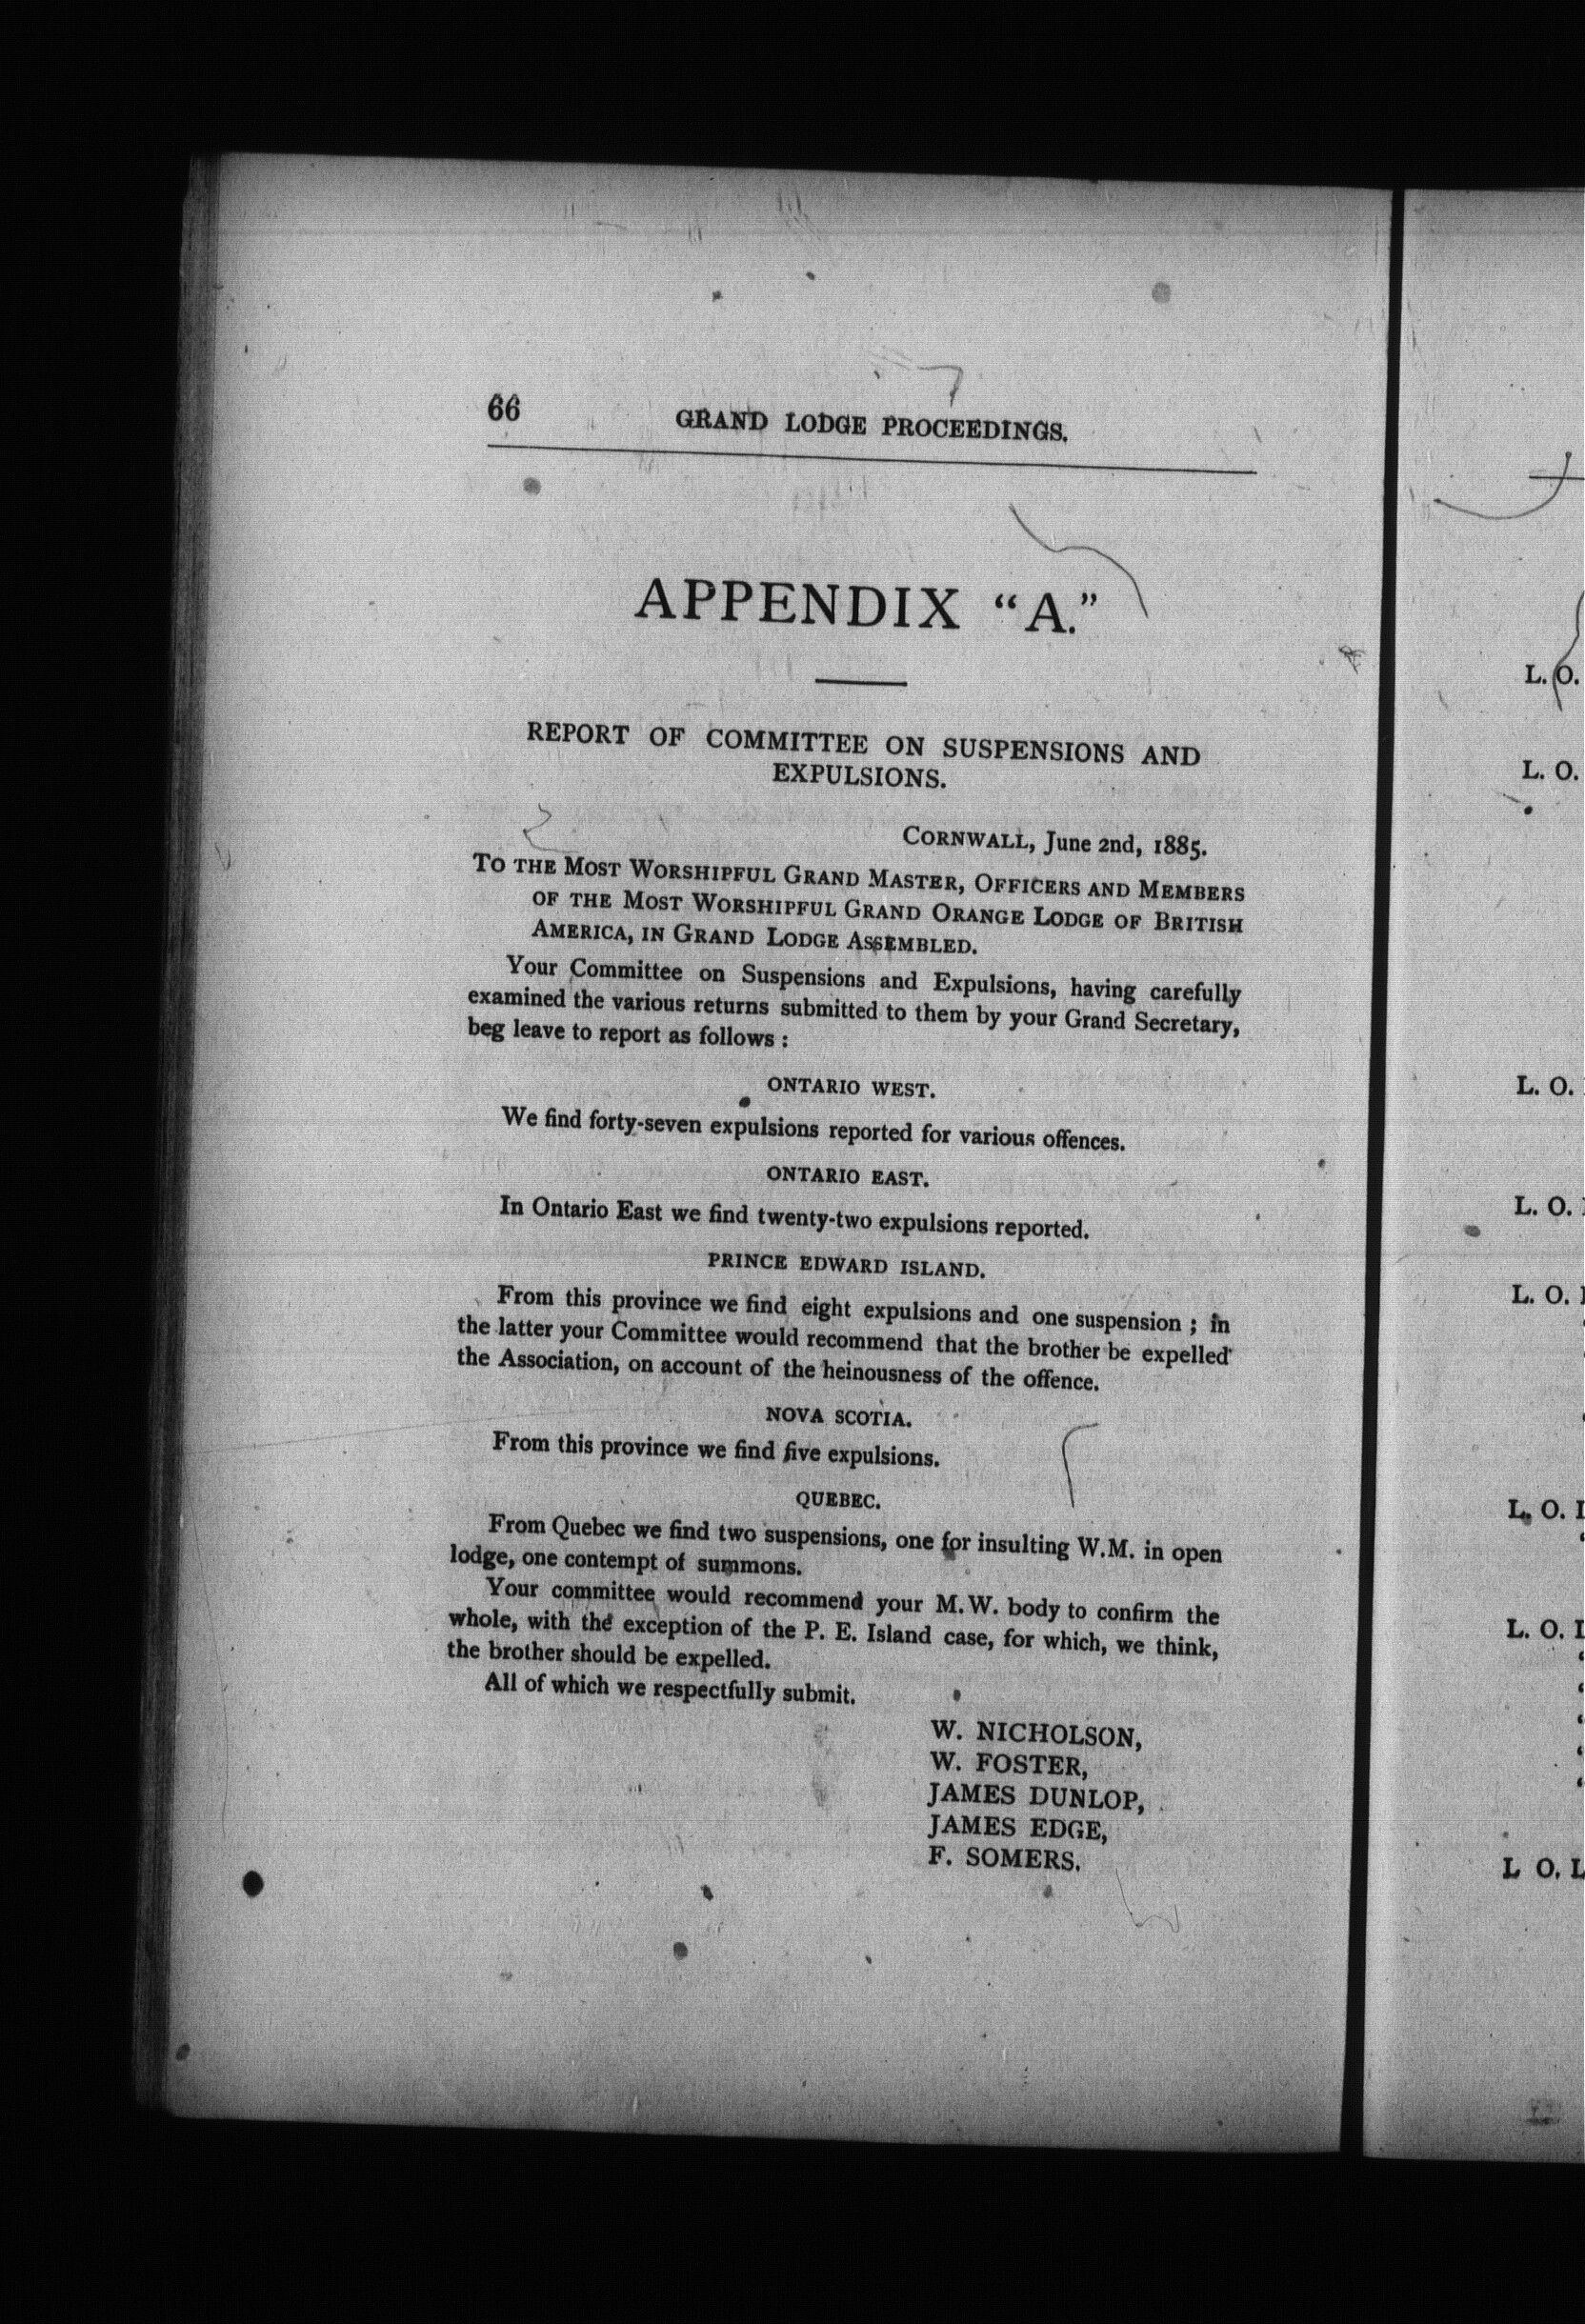 66 GRAND LODGE PROCEEDINGS.
APPENDIX "A."
REPORT OF COMMITTEE ON SUSPENSIONS AND
EXPULSIONS.
CORNWALL, June 2nd, 1885.
TO THE MOST WORSHIPFUL GRAND MASTER, OFFICERS AND MEMBERS
OF THE MOST WORSHIPFUL GRAND ORANGE LODGE OF BRITISH
AMERICA, IN GRAND LODGE ASSEMBLED.
Your Committee on Suspensions and Expulsions, having carefully
examined the various returns submitted to them by your Grand Secretary,
beg leave to report as follows :
ONTARIO WEST.
We find forty-seven expulsions reported for various offences.
ONTARIO EAST.
In Ontario East we find twenty-two expulsions reported.
PRINCE EDWARD ISLAND.
From this province we find eight expulsions and one suspension ; in
the latter your Committee would recommend that the brother be expelled
the Association, on account of the heinousness of the offence.
NOVA SCOTIA.
From this province we find five expulsions.
QUEBEC.
From Quebec we find two suspensions, one for insulting W.M. in open
lodge, one contempt of summons.
Your committee would recommend your M.W. body to confirm the
whole, with the exception of the P. E. Island case, for which, we think,
the brother should be expelled.
All of which we respectfully submit.
W. NICHOLSON,
W. FOSTER,
JAMES DUNLOP,
JAMES EDGE,
F. SOMERS.
L. O.
L. O.
L. O.
L. O.
L. O.
L. O.
L. O.
L O.